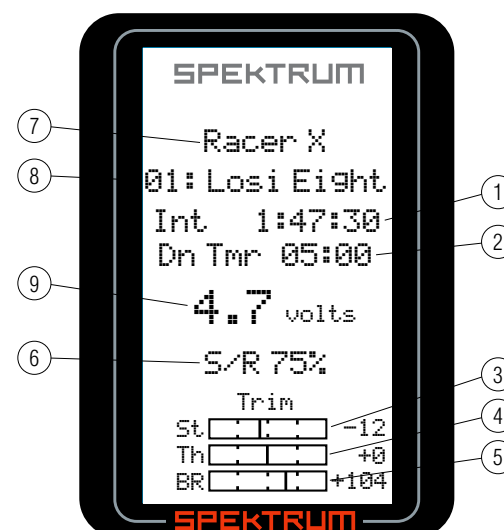 SPEKTRUM
7
Racer X
8
01: Losi Eight
Int 1:47:30
1
Dn Tmr 05:00
2
9
4.7 volts
6
S/R 75%
3
Trim
St -12
4
Th +0
5
BR +104
SPEKTRUM